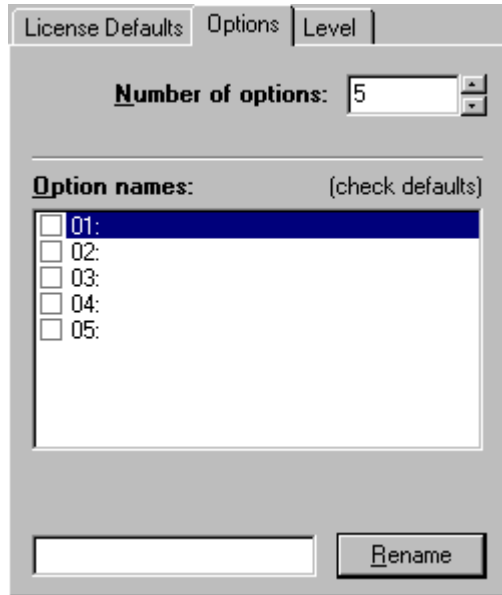 License Defaults Options Level
Number of options: 5
Option names: (check defaults)
01:
02:
03:
04:
05:
Rename